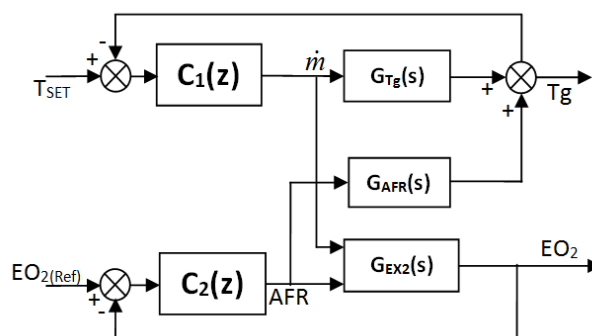 -
+
T_SET
C₁(z)
ṁ
G_Tg(s)
+
Tg
+
G_AFR(s)
EO₂(Ref)
+
-
C₂(z)
AFR
G_EX2(s)
EO₂